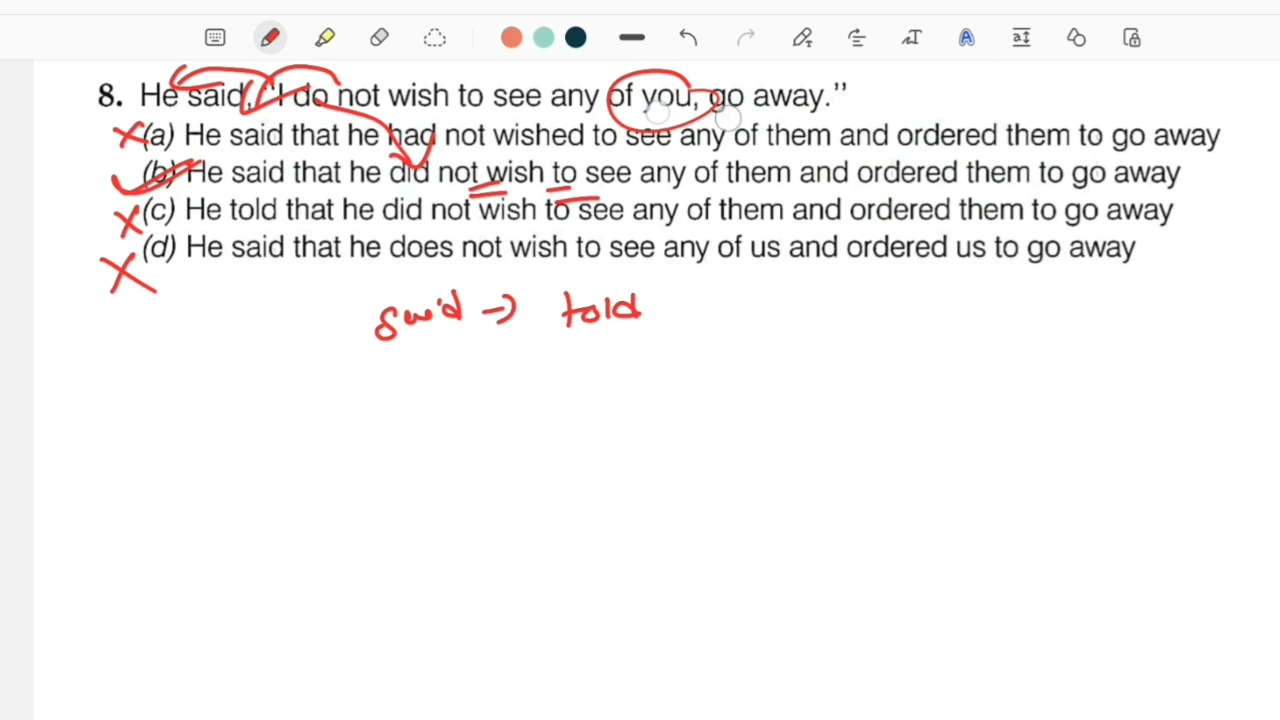 8. He said, "I do not wish to see any of you, go away."
(a) He said that he had not wished to see any of them and ordered them to go away
(b) He said that he did not wish to see any of them and ordered them to go away
(c) He told that he did not wish to see any of them and ordered them to go away
(d) He said that he does not wish to see any of us and ordered us to go away
said → told